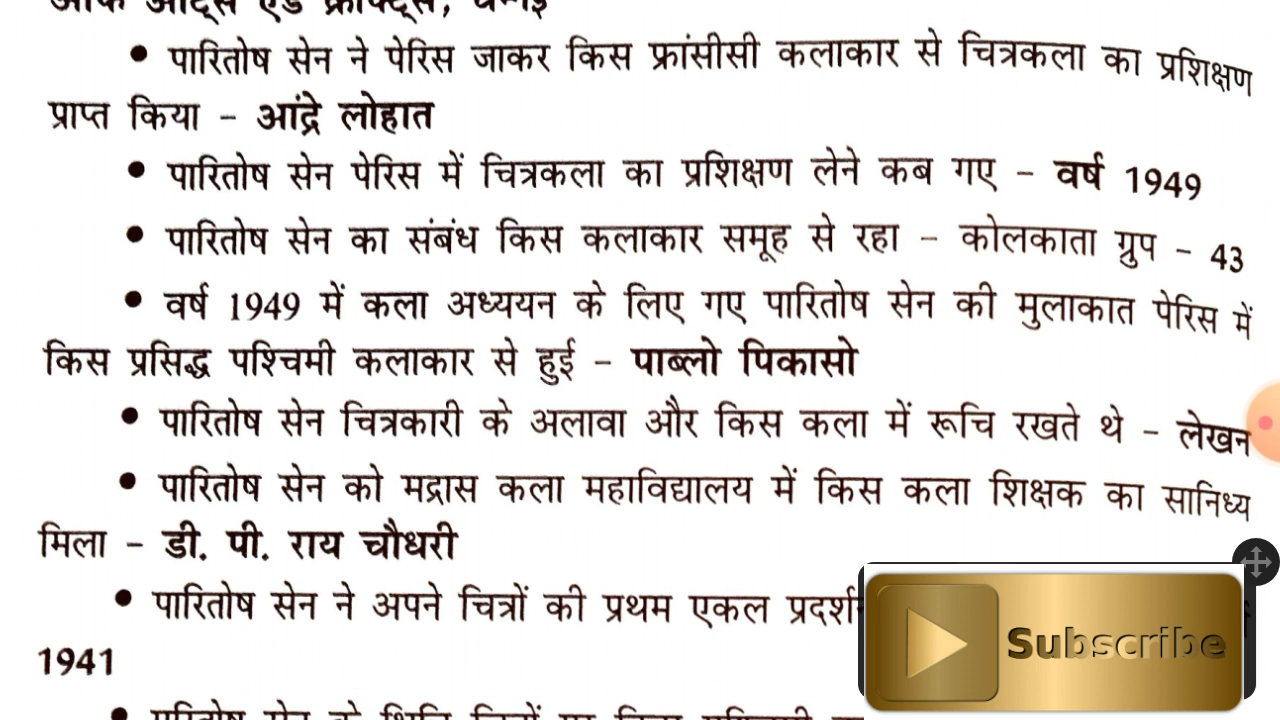 • पारितोष सेन ने पेरिस जाकर किस फ्रांसीसी कलाकार से चित्रकला का प्रशिक्षण
प्राप्त किया – आंद्रे लोहात
• पारितोष सेन पेरिस में चित्रकला का प्रशिक्षण लेने कब गए – वर्ष 1949
• पारितोष सेन का संबंध किस कलाकार समूह से रहा – कोलकाता ग्रुप – 43
• वर्ष 1949 में कला अध्ययन के लिए गए पारितोष सेन की मुलाकात पेरिस में
किस प्रसिद्ध पश्चिमी कलाकार से हुई – पाब्लो पिकासो
• पारितोष सेन चित्रकारी के अलावा और किस कला में रूचि रखते थे – लेखन
• पारितोष सेन को मद्रास कला महाविद्यालय में किस कला शिक्षक का सानिध्य
मिला – डी. पी. राय चौधरी
• पारितोष सेन ने अपने चित्रों की प्रथम एकल
1941
Subscribe